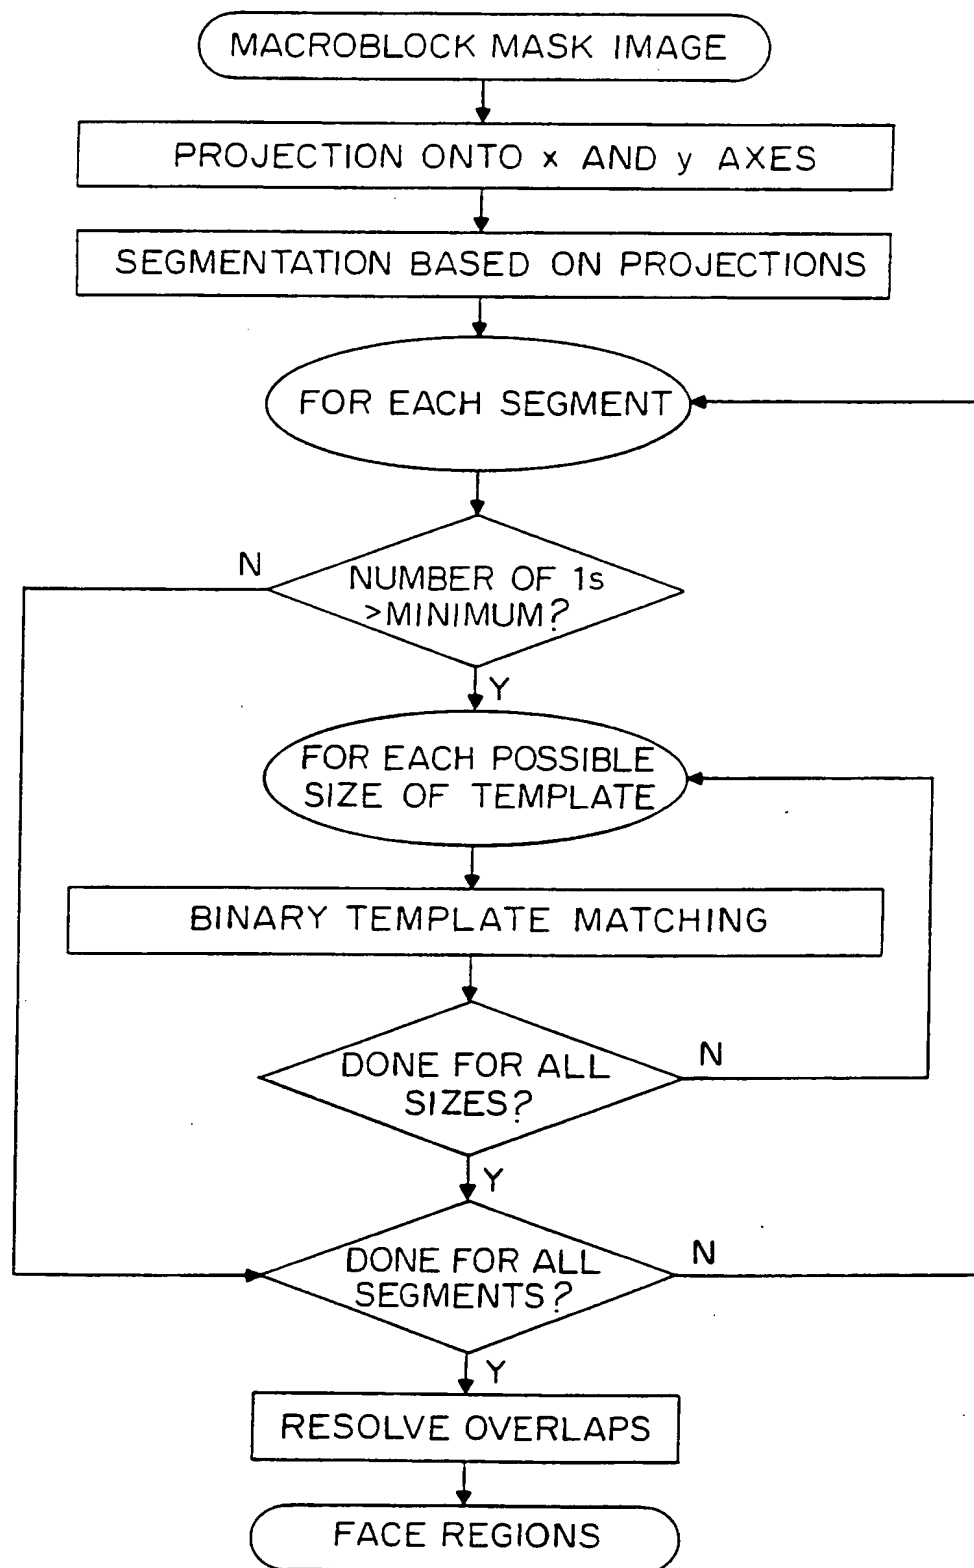 MACROBLOCK MASK IMAGE
PROJECTION ONTO x AND y AXES
SEGMENTATION BASED ON PROJECTIONS
FOR EACH SEGMENT
N
NUMBER OF 1s
>MINIMUM?
Y
FOR EACH POSSIBLE
SIZE OF TEMPLATE
BINARY TEMPLATE MATCHING
DONE FOR ALL
SIZES?
N
Y
DONE FOR ALL
SEGMENTS?
N
Y
RESOLVE OVERLAPS
FACE REGIONS